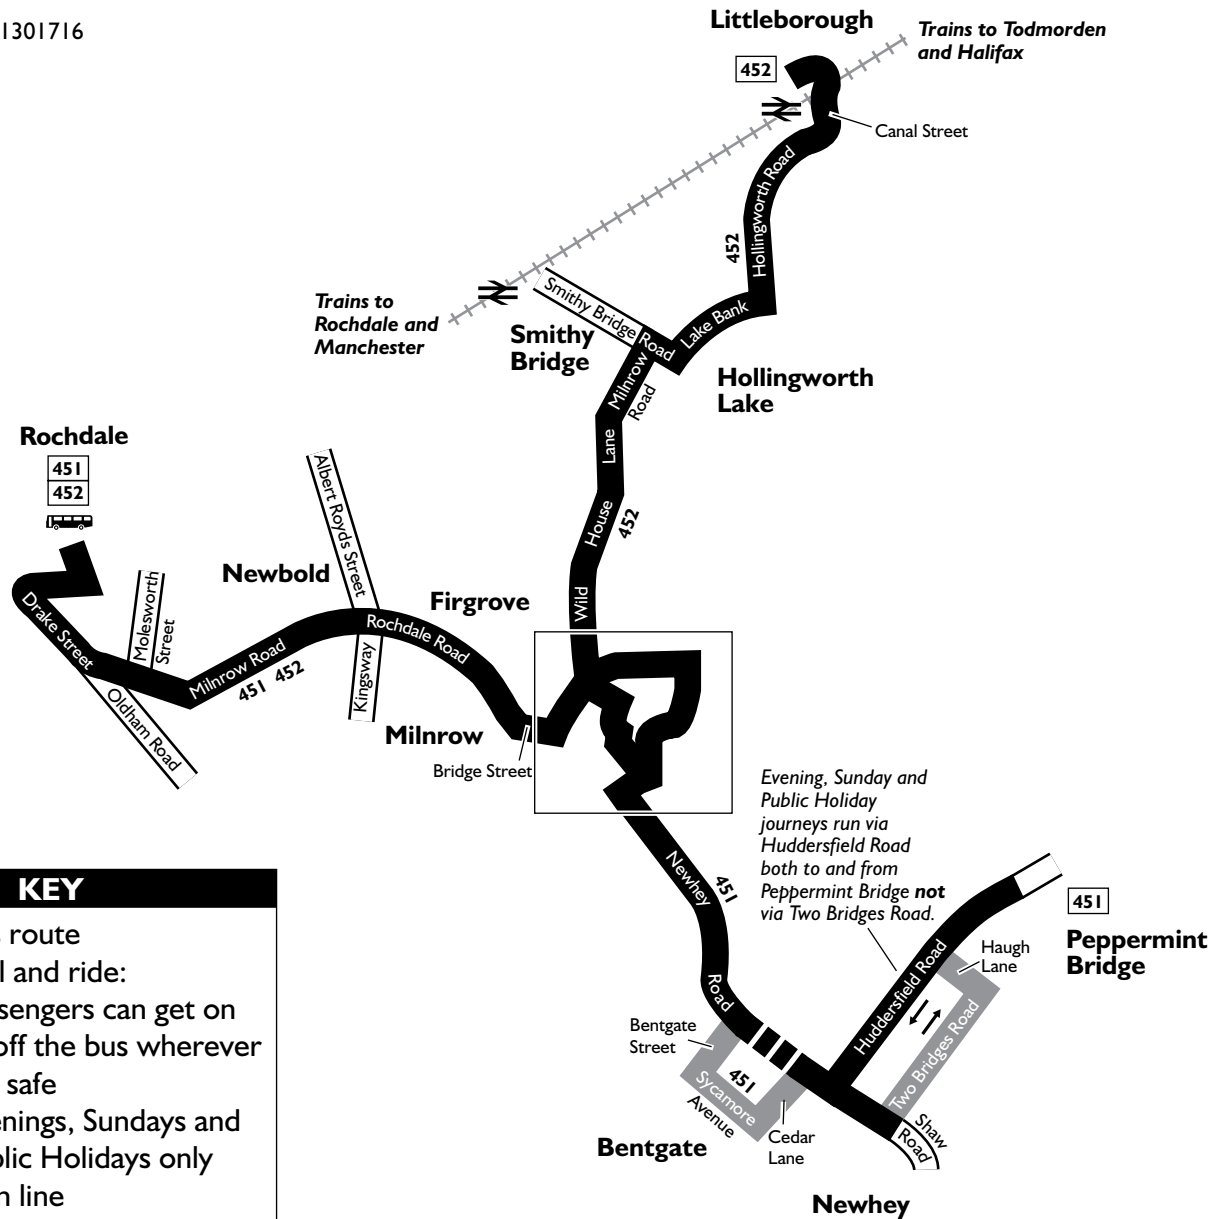 1301716
Littleborough
Trains to Todmorden
and Halifax
452
Canal Street
Hollingworth Road
452
Trains to
Rochdale and
Manchester
Smithy Bridge Road
Smithy
Bridge
Lake Bank
Hollingworth
Lake
Milnrow
Road
Rochdale
451
452
Lane
House
452
Wild
Albert Royds Street
Newbold
Firgrove
Molesworth
Street
Drake Street
Milnrow Road
451 452
Rochdale Road
Kingsway
Oldham Road
Milnrow
Bridge Street
Evening, Sunday and
Public Holiday
journeys run via
Huddersfield Road
both to and from
Peppermint Bridge not
via Two Bridges Road.
Newhey
451
Road
451
Peppermint
Bridge
Haugh
Lane
Huddersfield Road
Two Bridges Road
Bentgate
Street
451
Sycamore
Avenue
Cedar
Lane
Bentgate
Shaw
Road
Newhey
KEY
route
l and ride:
sengers can get on
off the bus wherever
safe
enings, Sundays and
blic Holidays only
n line